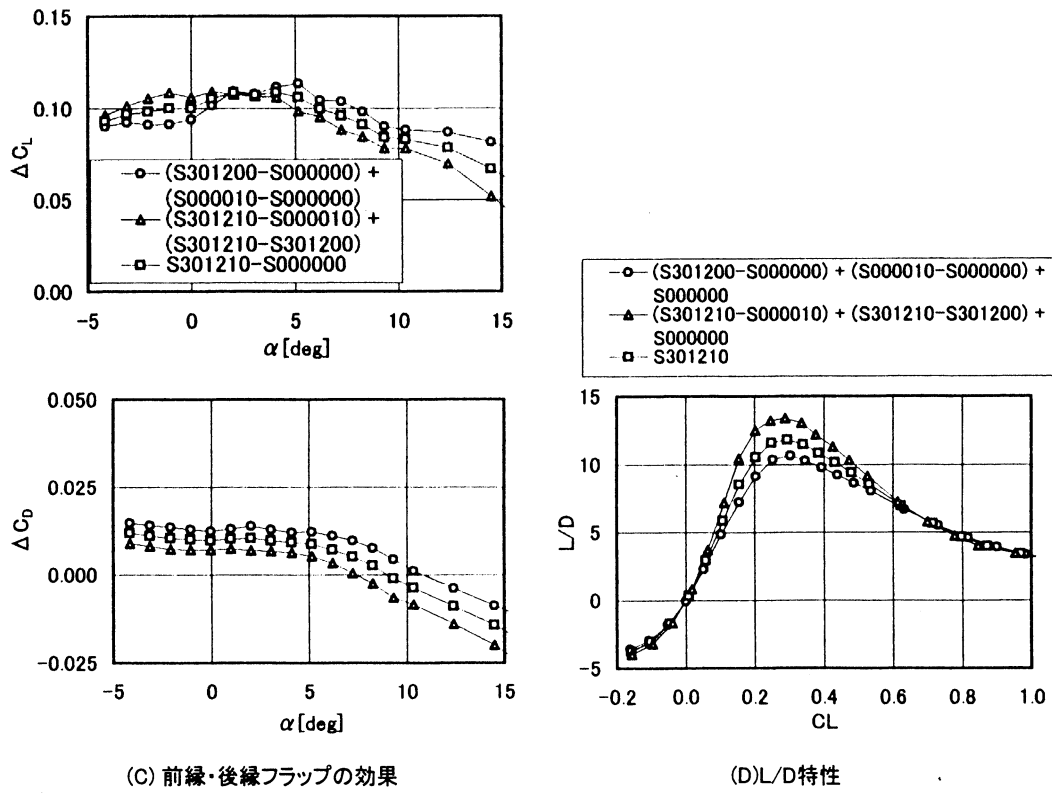 0.15
0.10
0.05
0.00
ΔCL
(S301200-S000000) +
(S000010-S000000)
(S301210-S000010) +
(S301210-S301200)
S301210-S000000
-5 0 5 10 15
α[deg]
0.050
0.025
0.000
-0.025
ΔCD
-5 0 5 10 15
α[deg]
(C) 前縁・後縁フラップの効果
(S301200-S000000) + (S000010-S000000) +
S000000
(S301210-S000010) + (S301210-S301200) +
S000000
S301210
15
10
5
0
-5
L/D
-0.2 0.0 0.2 0.4 0.6 0.8 1.0
CL
(D)L/D特性